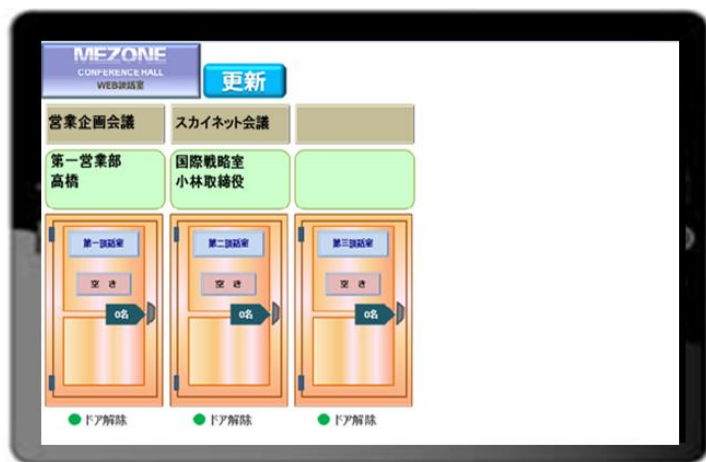 MEZONE
CONFERENCE HALL
WEB談話室
更新
営業企画会議
スカイネット会議
第一営業部
高橋
国際戦略室
小林取締役
第一談話室
第二談話室
第三談話室
空き
空き
空き
0名
0名
0名
ドア解除
ドア解除
ドア解除